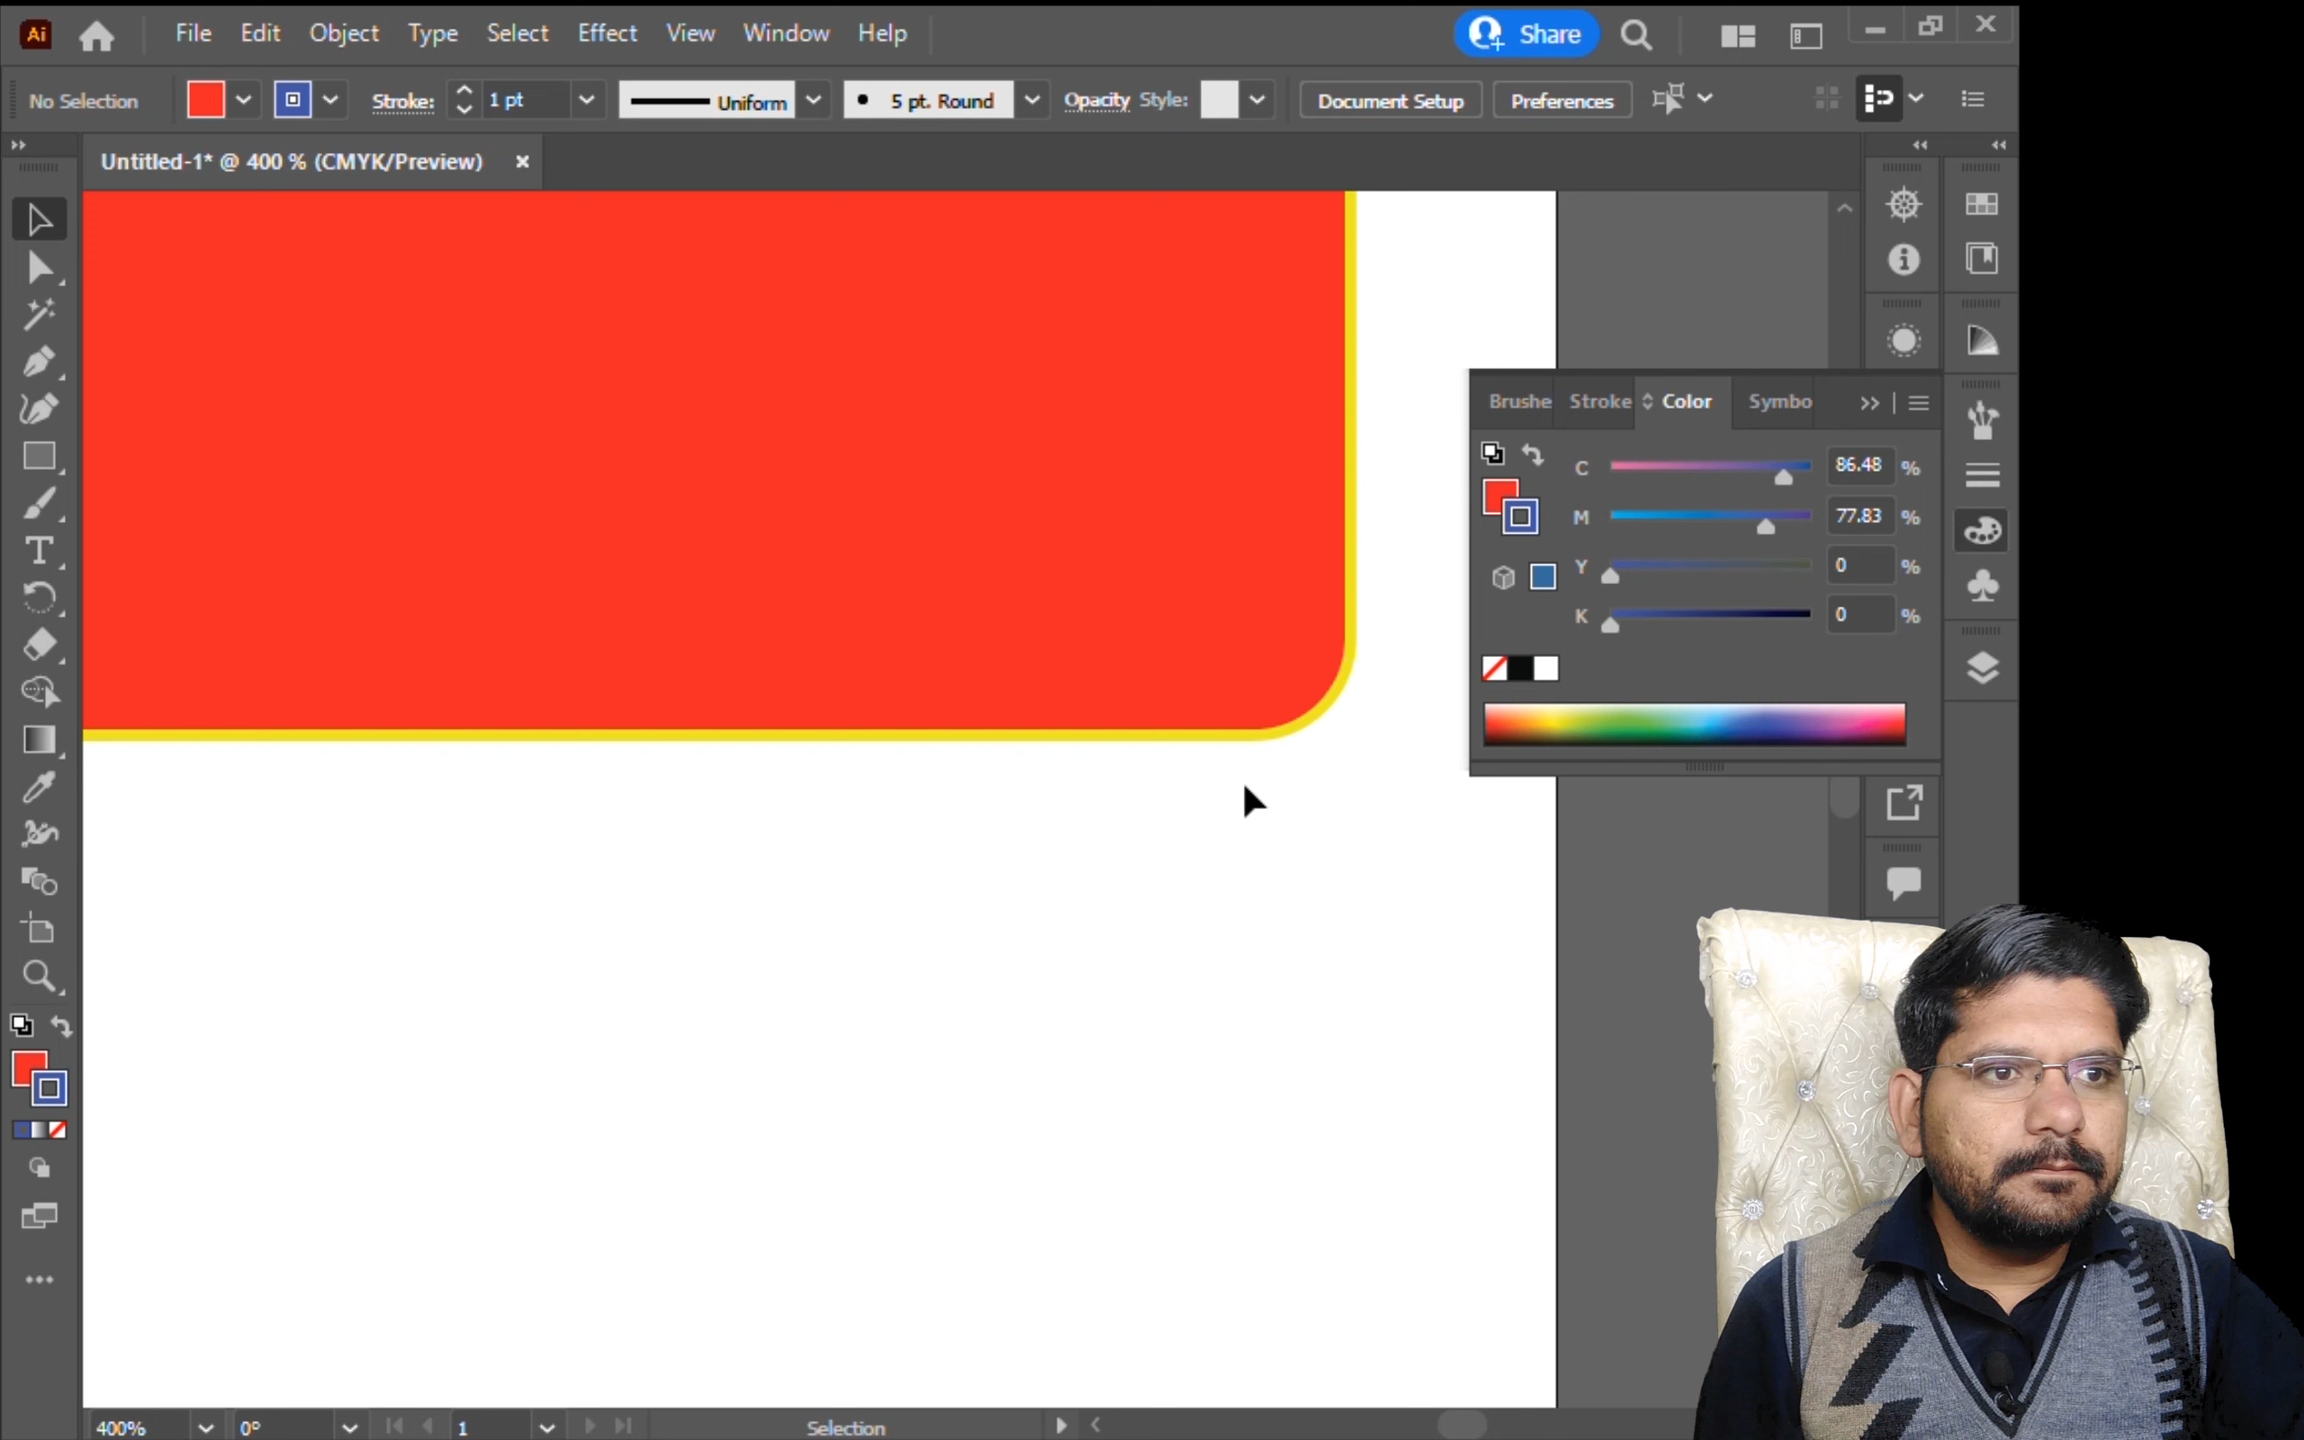 Ai File Edit Object Type Select Effect View Window Help Share
No Selection Stroke: 1 pt Uniform 5 pt. Round Opacity Style: Document Setup Preferences
Untitled-1* @ 400 % (CMYK/Preview)
Brushe Stroke Color Symbo
C 86.48 %
M 77.83 %
Y 0 %
K 0 %
400% 0° 1 Selection